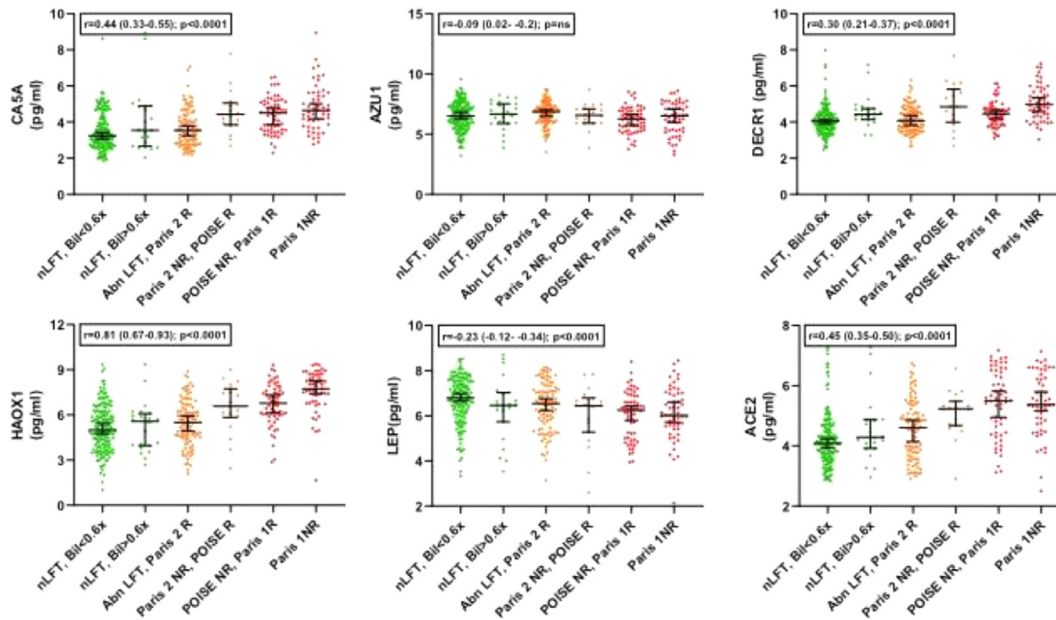 r=0.44 (0.33-0.55); p<0.0001
CA5A
(pg/ml)
10
8
6
4
2
0
nLFT, Bil<0.6x
nLFT, Bil>0.6x
Abn LFT, Paris 2 R
Paris 2 NR, POISE R
POISE NR, Paris 1R
Paris 1NR
r=-0.09 (0.02- -0.2); p=ns
AZU1
(pg/ml)
15
10
5
0
nLFT, Bil<0.6x
nLFT, Bil>0.6x
Abn LFT, Paris 2 R
Paris 2 NR, POISE R
POISE NR, Paris 1R
Paris 1NR
r=0.30 (0.21-0.37); p<0.0001
DECR1 (pg/ml)
10
8
6
4
2
0
nLFT, Bil<0.6x
nLFT, Bil>0.6x
Abn LFT, Paris 2 R
Paris 2 NR, POISE R
POISE NR, Paris 1R
Paris 1NR
r=0.81 (0.67-0.93); p<0.0001
HAOX1
(pg/ml)
12
9
6
3
0
nLFT, Bil<0.6x
nLFT, Bil>0.6x
Abn LFT, Paris 2 R
Paris 2 NR, POISE R
POISE NR, Paris 1R
Paris 1NR
r=-0.23 (-0.12- -0.34); p<0.0001
LEP(pg/ml)
10
8
6
4
2
nLFT, Bil<0.6x
nLFT, Bil>0.6x
Abn LFT, Paris 2 R
Paris 2 NR, POISE R
POISE NR, Paris 1R
Paris 1NR
r=0.45 (0.35-0.50); p<0.0001
ACE2
(pg/ml)
8
6
4
2
nLFT, Bil<0.6x
nLFT, Bil>0.6x
Abn LFT, Paris 2 R
Paris 2 NR, POISE R
POISE NR, Paris 1R
Paris 1NR